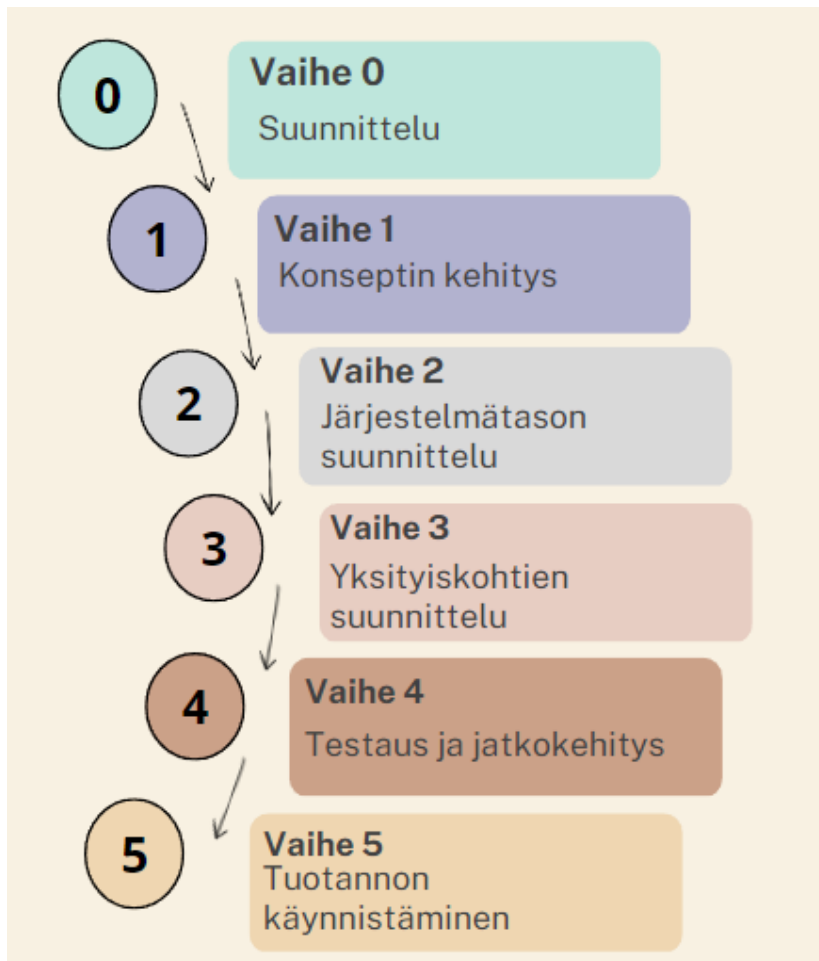 0
Vaihe 0
Suunnittelu
1
Vaihe 1
Konseptin kehitys
2
Vaihe 2
Järjestelmätason
suunnittelu
3
Vaihe 3
Yksityiskohtien
suunnittelu
4
Vaihe 4
Testaus ja jatkokehitys
5
Vaihe 5
Tuotannon
käynnistäminen